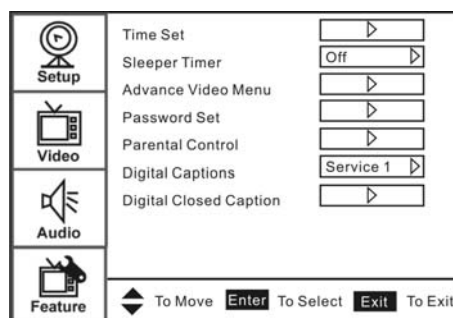 Setup
Video
Audio
Feature
Time Set
Sleeper Timer Off
Advance Video Menu
Password Set
Parental Control
Digital Captions Service 1
Digital Closed Caption
To Move Enter To Select Exit To Exit